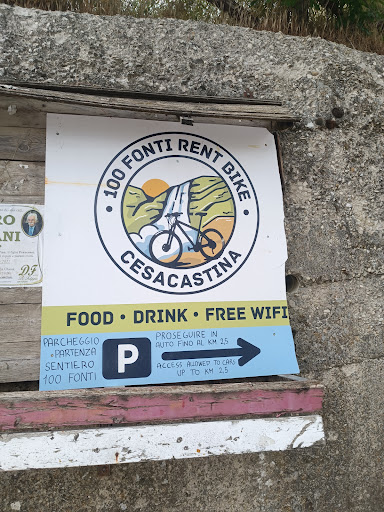 100 FONTI RENT BIKE
CESACASTINA
FOOD • DRINK • FREE WIFI
PARCHEGGIO
PARTENZA
SENTIERO
100 FONTI
P
PROSEGUIRE IN
AUTO FINO AL KM 2,5
ACCESS ALLOWED TO CARS
UP TO KM 2,5